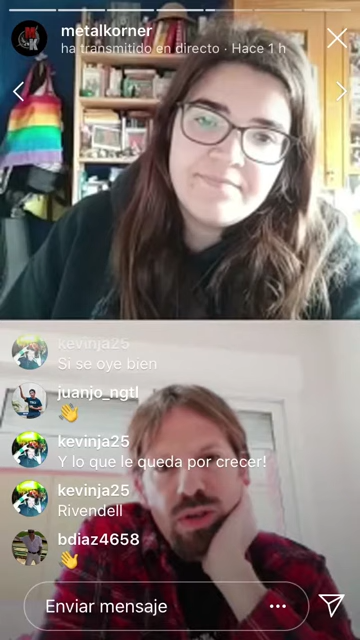 metalkorner
ha transmitido en directo · Hace 1 h
kevinja25
Si se oye bien
juanjo_ngtl
👋
kevinja25
Y lo que le queda por crecer!
kevinja25
Rivendell
bdiaz4658
👋
Enviar mensaje